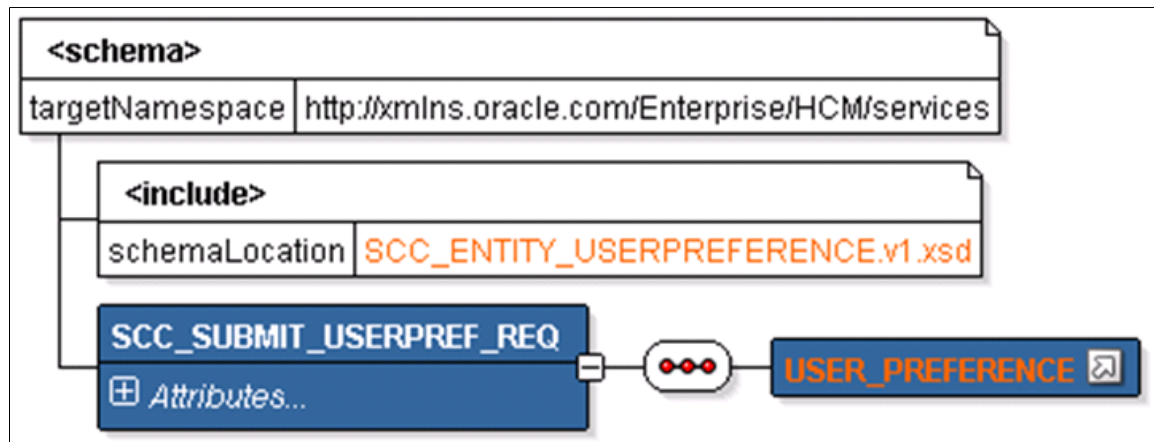 <schema>
targetNamespace http://xmlns.oracle.com/Enterprise/HCM/services
<include>
schemaLocation SCC_ENTITY_USERPREFERENCE.v1.xsd
SCC_SUBMIT_USERPREF_REQ
Attributes...
USER_PREFERENCE